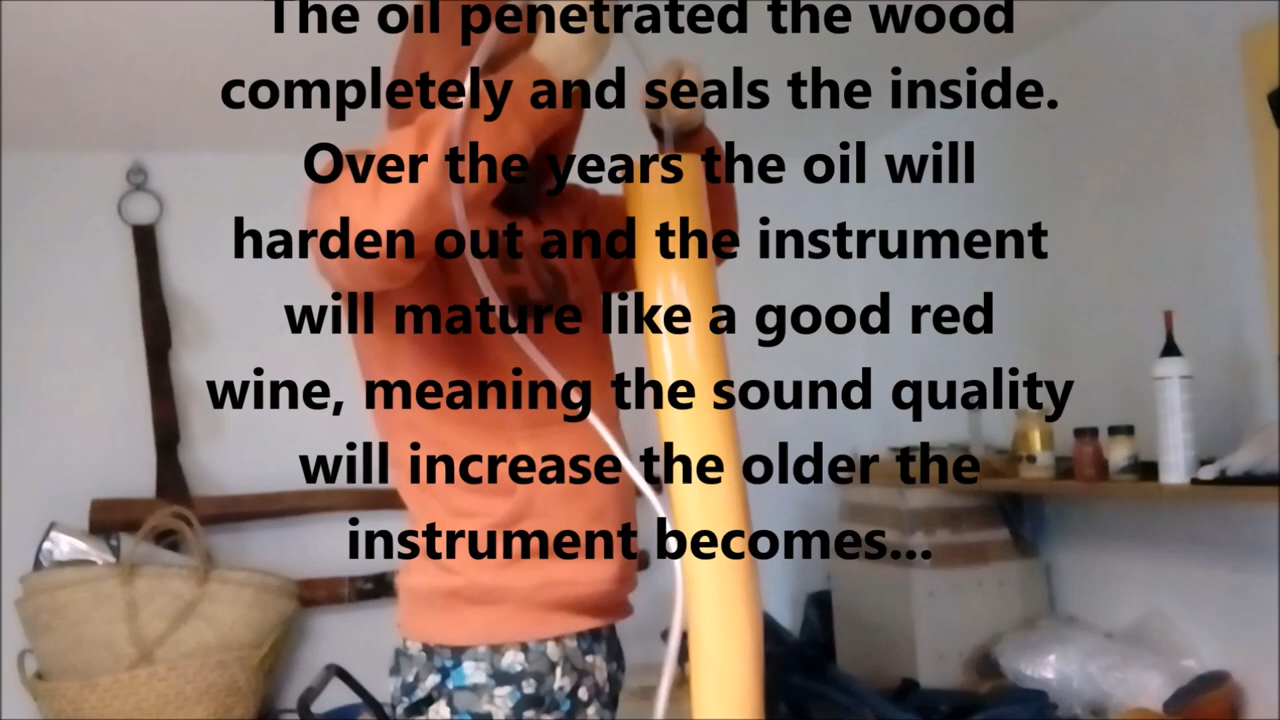 The oil penetrated the wood
completely and seals the inside.
Over the years the oil will
harden out and the instrument
will mature like a good red
wine, meaning the sound quality
will increase the older the
instrument becomes...